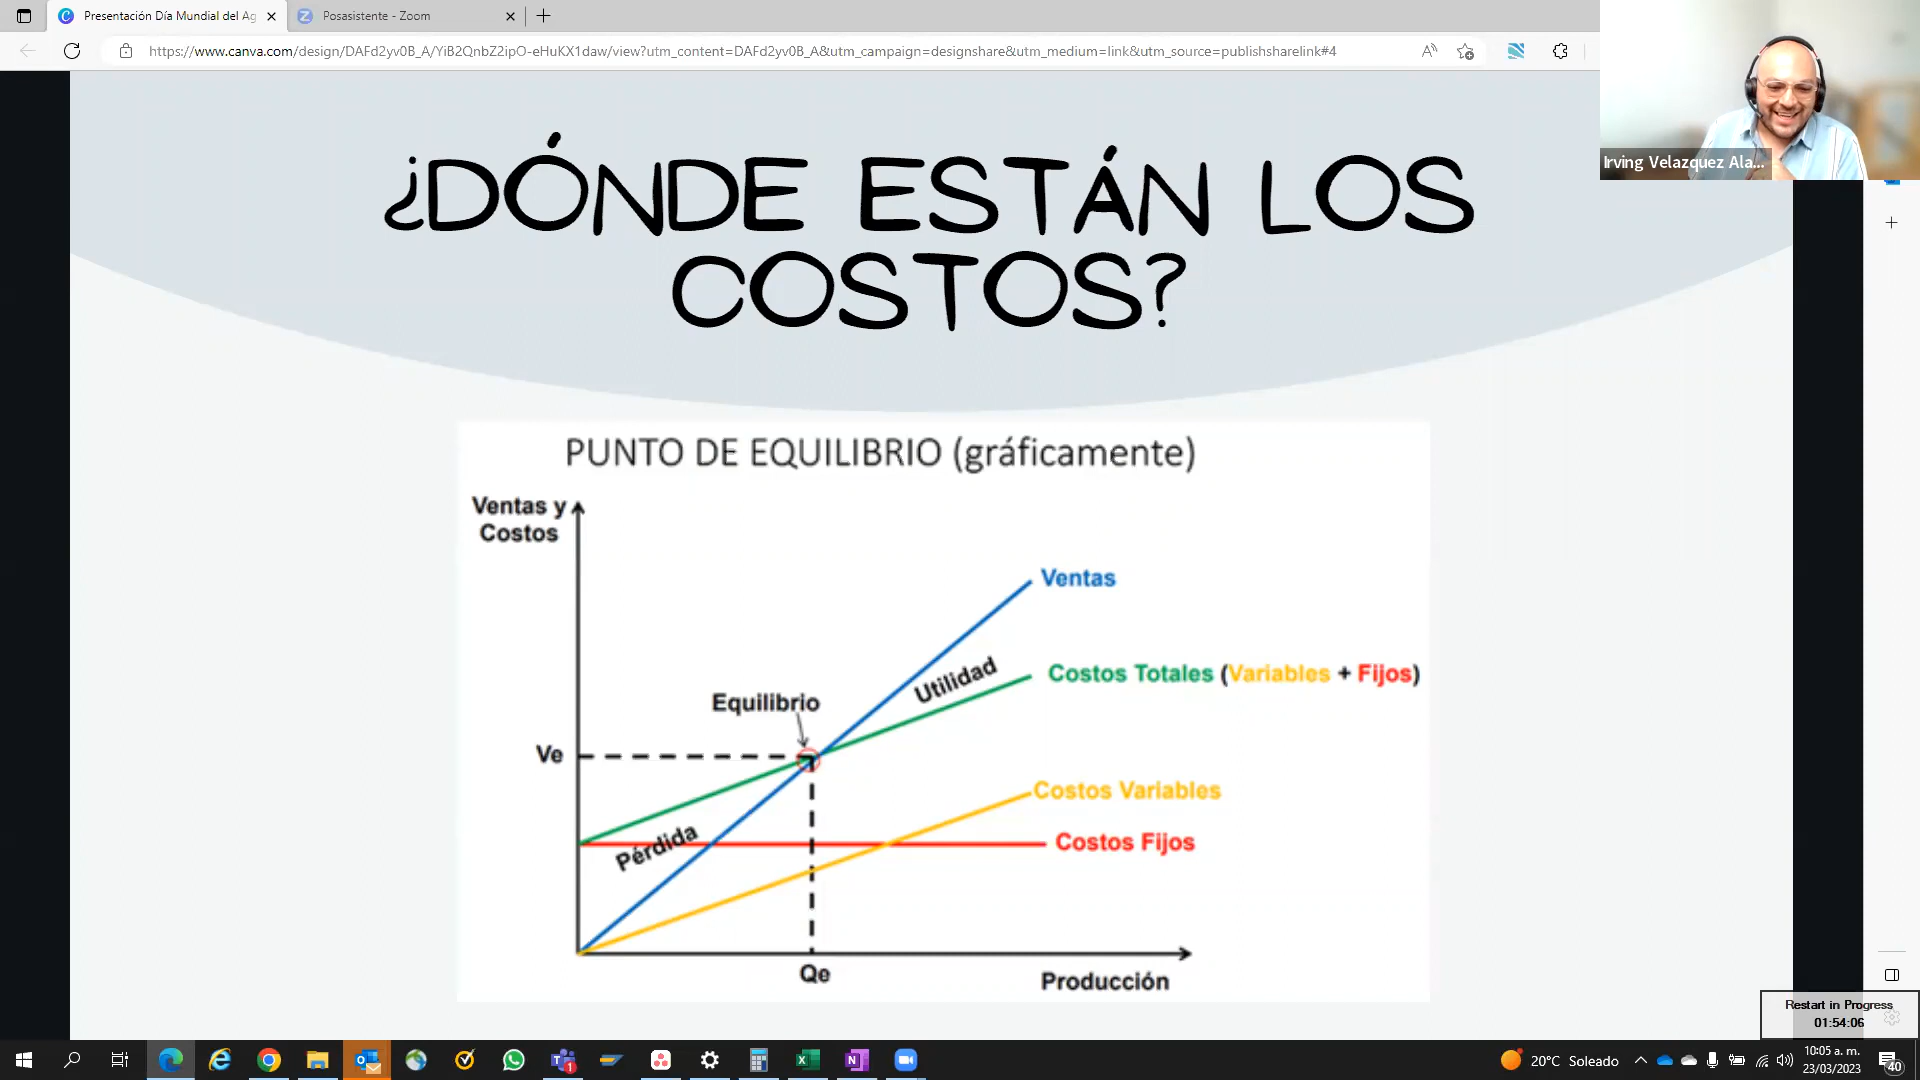 Presentación Día Mundial del Ag
Posasistente - Zoom
https://www.canva.com/design/DAFd2yv0B_A/YiB2QnbZ2ipO-eHuKX1daw/view?utm_content=DAFd2yv0B_A&utm_campaign=designshare&utm_medium=link&utm_source=publishsharelink#4
Irving Velazquez Ala...
¿DÓNDE ESTÁN LOS
COSTOS?
PUNTO DE EQUILIBRIO (gráficamente)
Ventas y
Costos
Ventas
Utilidad
Costos Totales (Variables + Fijos)
Equilibrio
Ve
Costos Variables
Pérdida
Costos Fijos
Qe
Producción
Restart in Progress
01:54:06
20°C Soleado
10:05 a. m.
23/03/2023
40
1